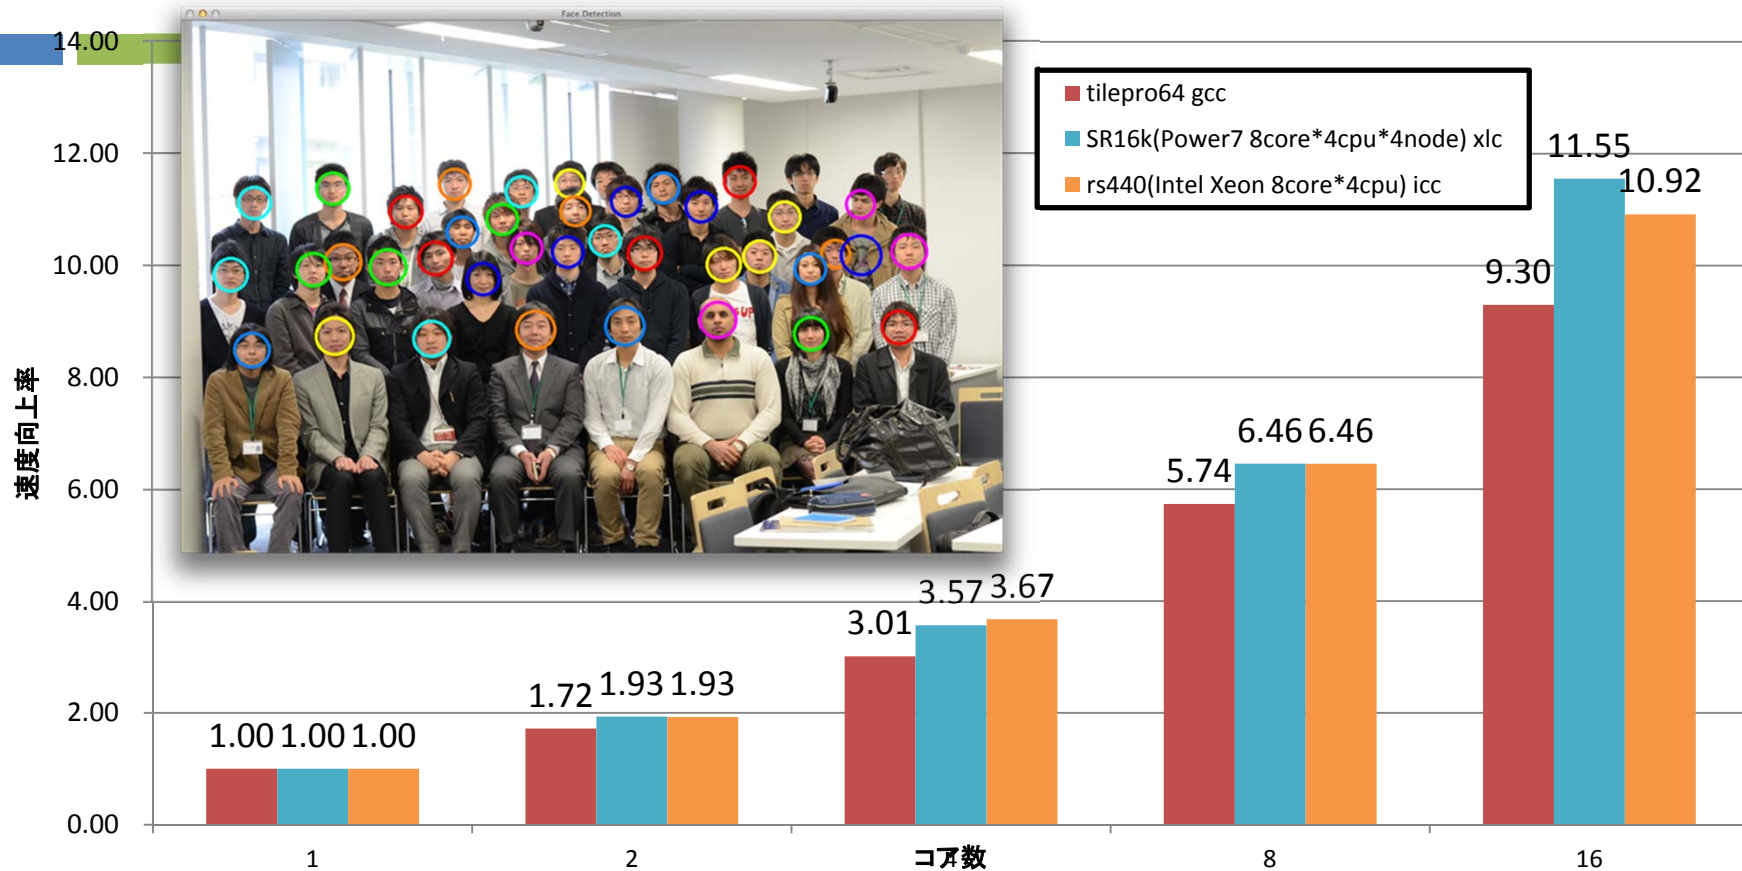 Face Detection
14.00
12.00
10.00
8.00
6.00
4.00
2.00
0.00
速度向上率
tilepro64 gcc
SR16k(Power7 8core*4cpu*4node) xlc
rs440(Intel Xeon 8core*4cpu) icc
1.00 1.00 1.00
1.72 1.93 1.93
3.01 3.57 3.67
5.74 6.46 6.46
9.30 11.55 10.92
1 2 4 8 16
コア数